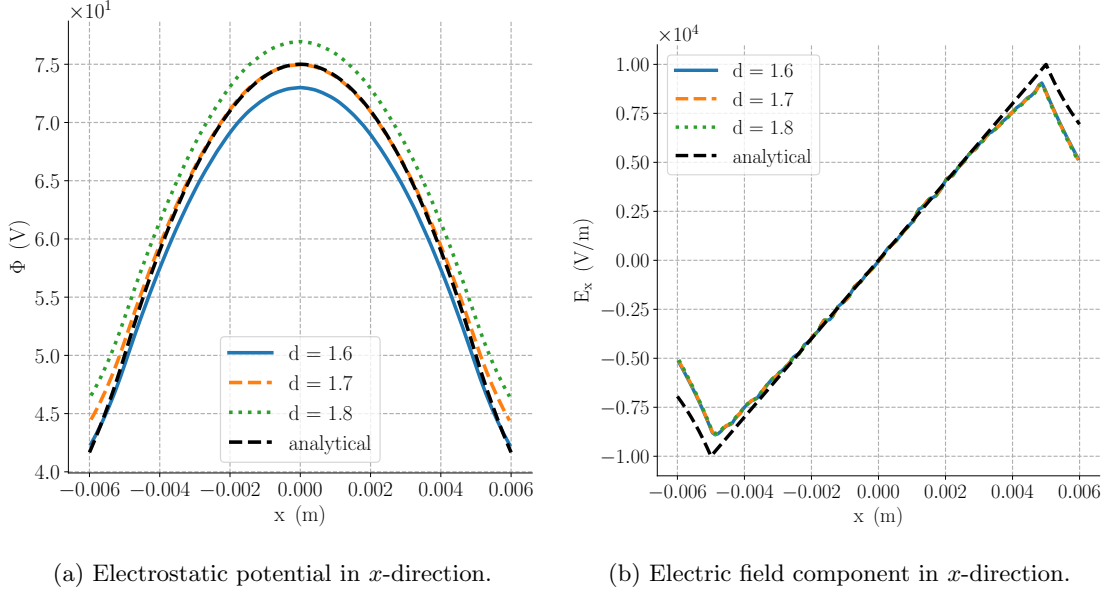 ×10¹
7.5
7.0
6.5
6.0
5.5
5.0
4.5
4.0
Φ (V)
d = 1.6
d = 1.7
d = 1.8
analytical
−0.006 −0.004 −0.002 0.000 0.002 0.004 0.006
x (m)
(a) Electrostatic potential in x-direction.
×10⁴
1.00
0.75
0.50
0.25
0.00
−0.25
−0.50
−0.75
−1.00
Eₓ (V/m)
d = 1.6
d = 1.7
d = 1.8
analytical
−0.006 −0.004 −0.002 0.000 0.002 0.004 0.006
x (m)
(b) Electric field component in x-direction.